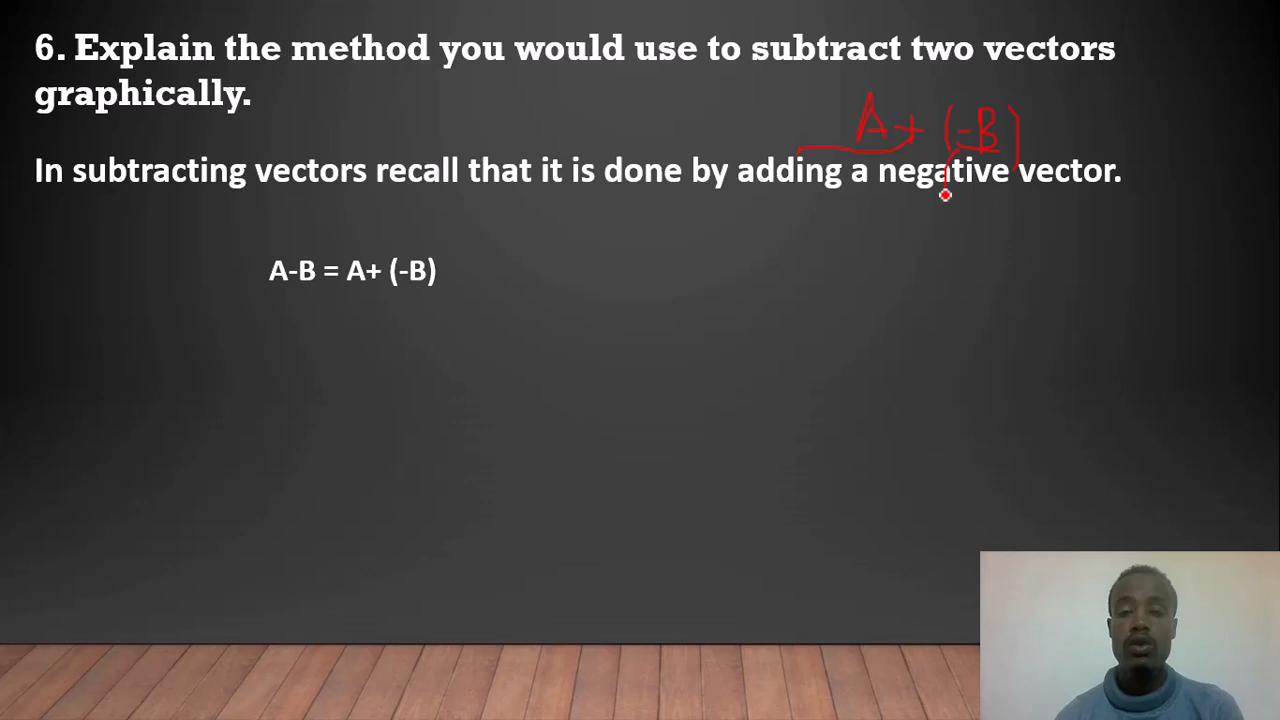 6. Explain the method you would use to subtract two vectors
graphically.
A + (-B)
In subtracting vectors recall that it is done by adding a negative vector.
A-B = A+ (-B)